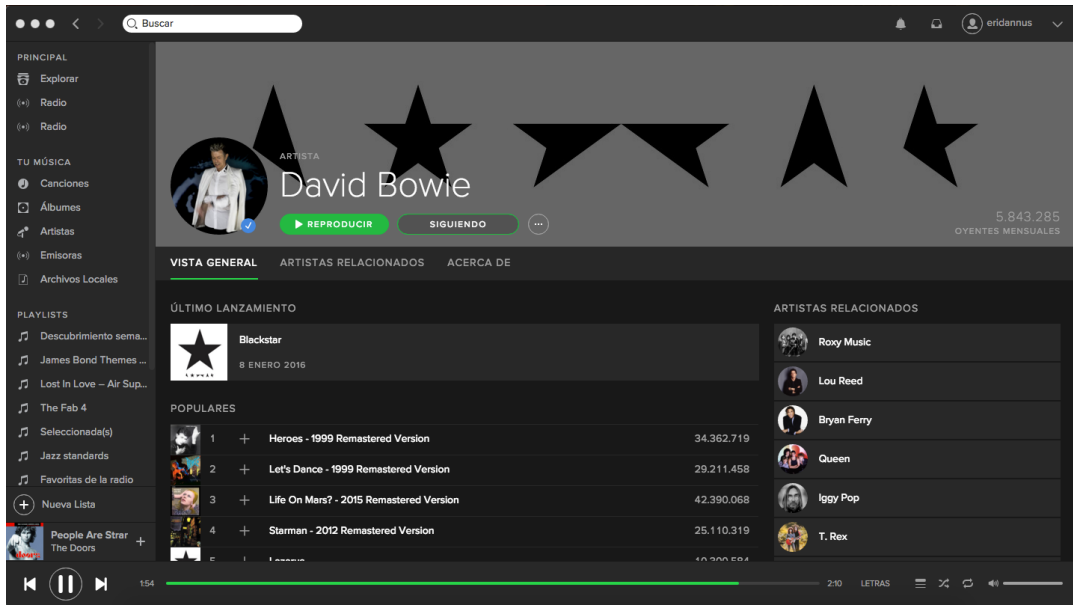 Buscar
eridannus
PRINCIPAL
Explorar
Radio
Radio
TU MÚSICA
Canciones
Álbumes
Artistas
Emisoras
Archivos Locales
PLAYLISTS
Descubrimiento sema...
James Bond Themes ...
Lost In Love – Air Sup...
The Fab 4
Seleccionada(s)
Jazz standards
Favoritas de la radio
Nueva Lista
People Are Strar
The Doors
ARTISTA
David Bowie
REPRODUCIR
SIGUIENDO
5.843.285
OYENTES MENSUALES
VISTA GENERAL ARTISTAS RELACIONADOS ACERCA DE
ÚLTIMO LANZAMIENTO
Blackstar
8 ENERO 2016
POPULARES
1 Heroes - 1999 Remastered Version 34.362.719
2 Let's Dance - 1999 Remastered Version 29.211.458
3 Life On Mars? - 2015 Remastered Version 42.390.068
4 Starman - 2012 Remastered Version 25.110.319
5 Lazarus 10.300.584
ARTISTAS RELACIONADOS
Roxy Music
Lou Reed
Bryan Ferry
Queen
Iggy Pop
T. Rex
1:54
2:10
LETRAS